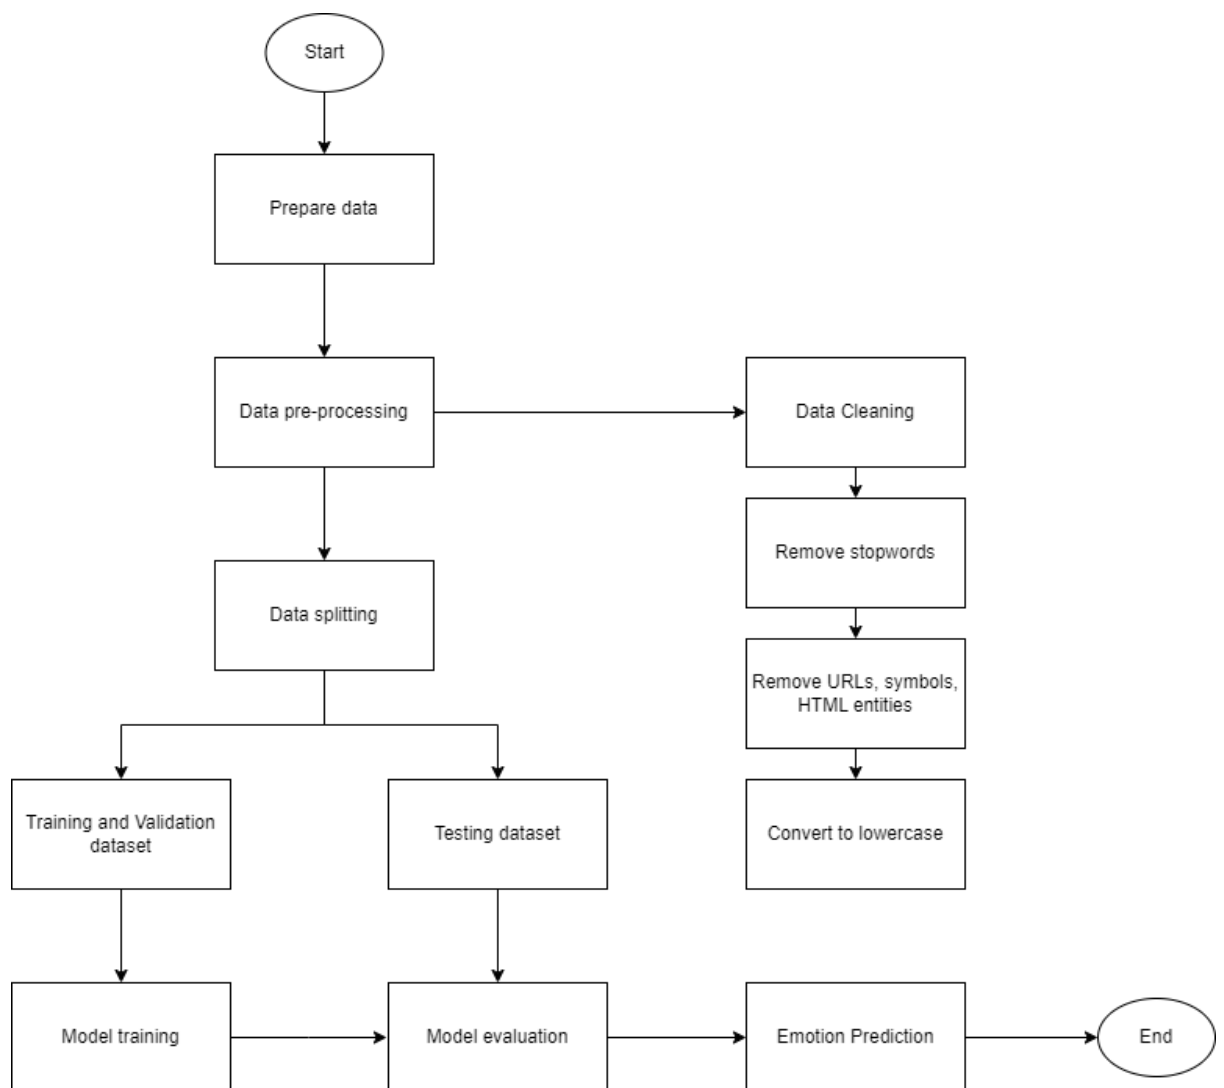 Start
Prepare data
Data pre-processing
Data Cleaning
Remove stopwords
Data splitting
Remove URLs, symbols,
HTML entities
Training and Validation
dataset
Testing dataset
Convert to lowercase
Model training
Model evaluation
Emotion Prediction
End